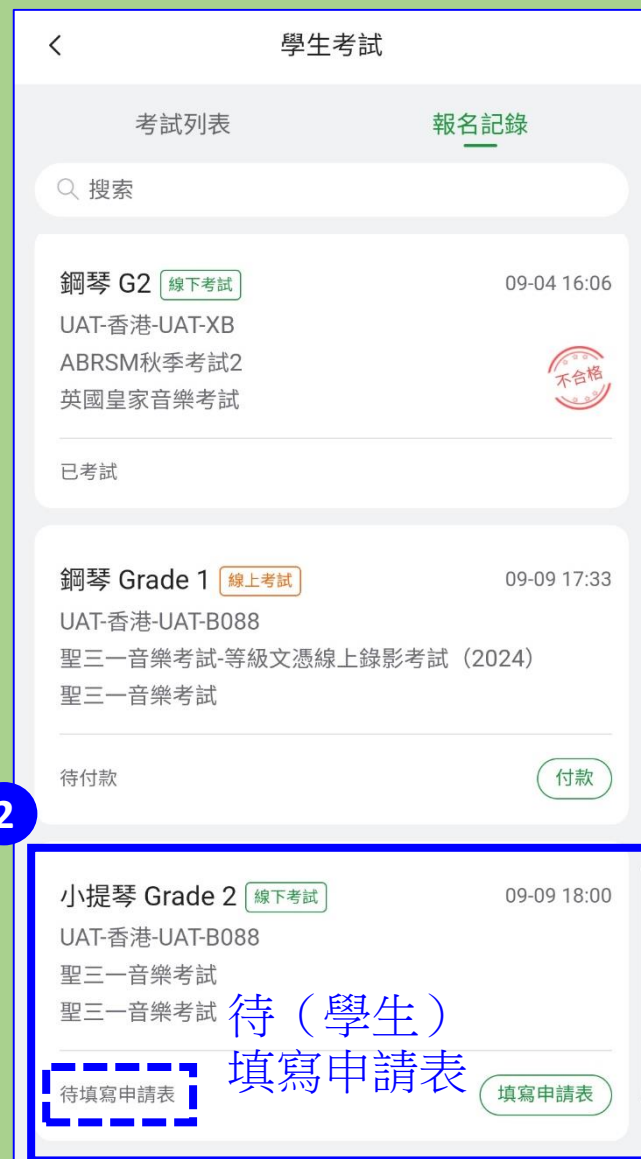 學生考試
考試列表
報名記錄
搜索
鋼琴 G2 線下考試 09-04 16:06
UAT-香港-UAT-XB
ABRSM秋季考試2
英國皇家音樂考試
不合格
已考試
鋼琴 Grade 1 線上考試 09-09 17:33
UAT-香港-UAT-B088
聖三一音樂考試-等級文憑線上錄影考試（2024）
聖三一音樂考試
待付款 付款
2
小提琴 Grade 2 線下考試 09-09 18:00
UAT-香港-UAT-B088
聖三一音樂考試
聖三一音樂考試
待（學生）
填寫申請表
待填寫申請表 填寫申請表